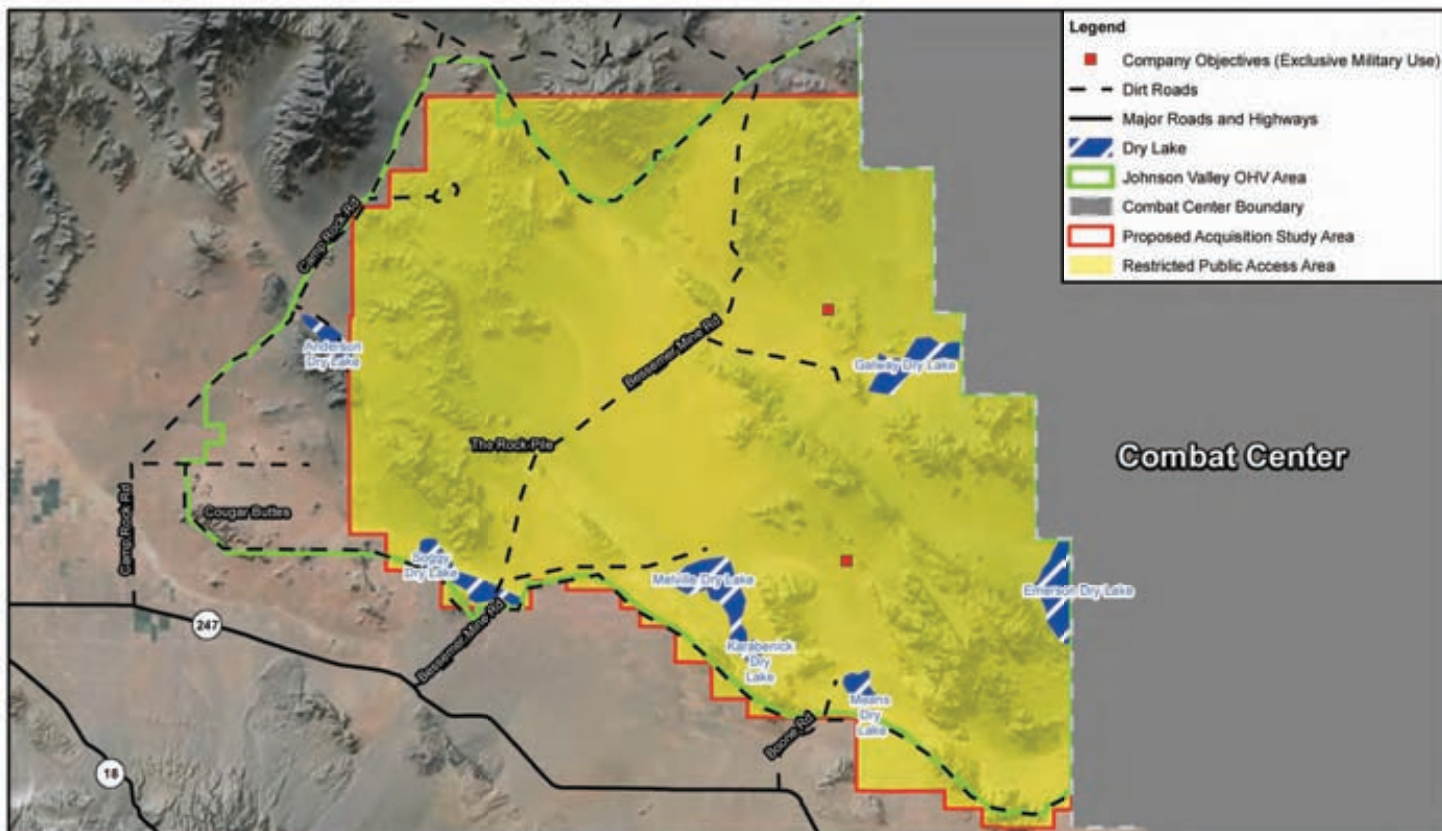 Legend
Company Objectives (Exclusive Military Use)
Dirt Roads
Major Roads and Highways
Dry Lake
Johnson Valley OHV Area
Combat Center Boundary
Proposed Acquisition Study Area
Restricted Public Access Area
Camp Rock Rd
Anderson
Dry Lake
Bessemer Mine Rd
Galway Dry Lake
The Rock-Pile
Combat Center
Camp Rock Rd
Cougar Buttes
Soggy
Dry Lake
Melville Dry Lake
Emerson Dry Lake
247
Bessemer Mine Rd
Karabenick
Dry
Lake
Means
Dry
Lake
Boone Rd
18